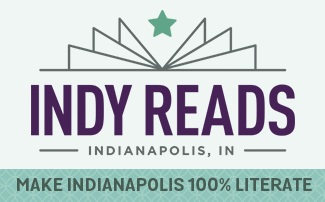 INDY READS
INDIANAPOLIS, IN
MAKE INDIANAPOLIS 100% LITERATE